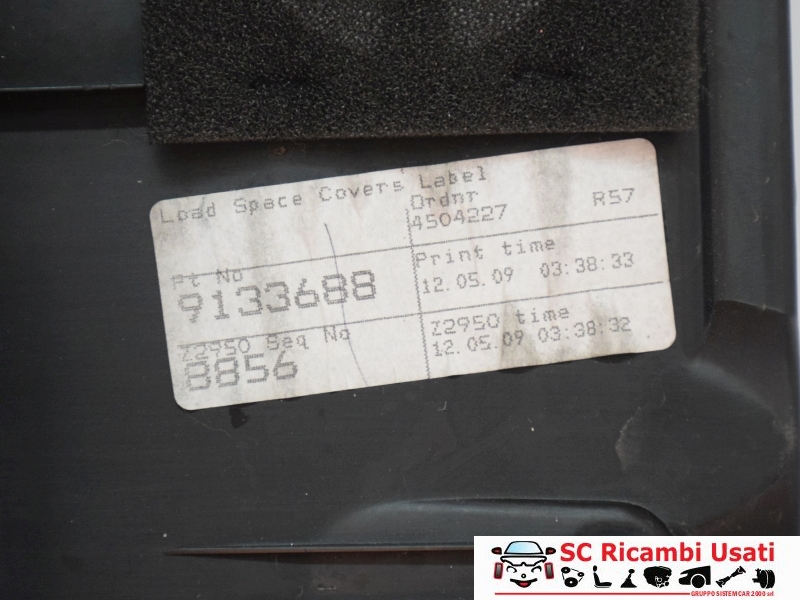 Load Space Covers Label
Ordnr
4504227
R57
Pt No
9133688
Print time
12.05.09 03:38:33
Z2950 Seq No
8856
Z2950 time
12.05.09 03:38:32
SC Ricambi Usati
GRUPPO SISTEMCAR 2000 srl